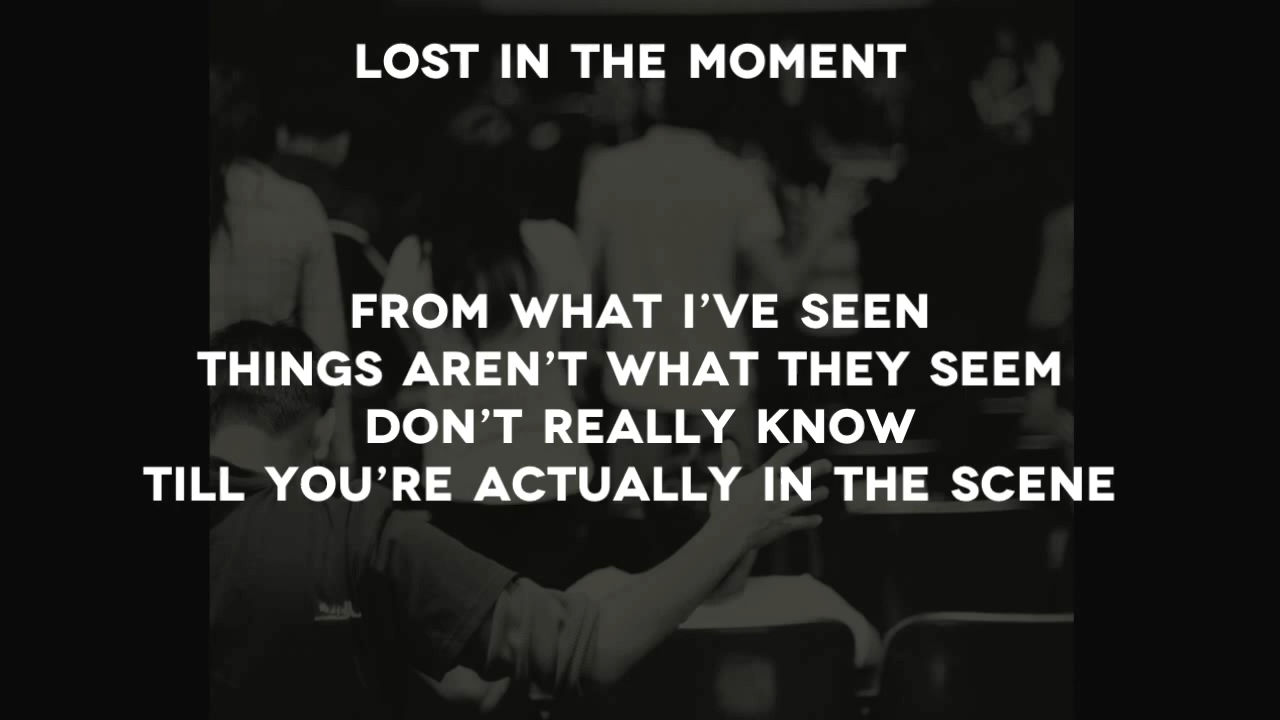 LOST IN THE MOMENT
FROM WHAT I’VE SEEN
THINGS AREN’T WHAT THEY SEEM
DON’T REALLY KNOW
TILL YOU’RE ACTUALLY IN THE SCENE